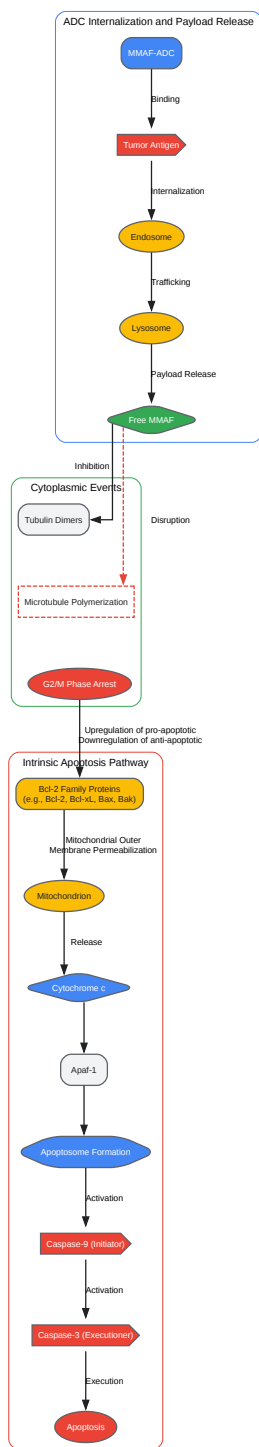 ADC Internalization and Payload Release
MMAF-ADC
Binding
Tumor Antigen
Internalization
Endosome
Trafficking
Lysosome
Payload Release
Free MMAF
Inhibition
Cytoplasmic Events
Tubulin Dimers
Disruption
Microtubule Polymerization
G2/M Phase Arrest
Upregulation of pro-apoptotic
Downregulation of anti-apoptotic
Intrinsic Apoptosis Pathway
Bcl-2 Family Proteins
(e.g., Bcl-2, Bcl-xL, Bax, Bak)
Mitochondrial Outer
Membrane Permeabilization
Mitochondrion
Release
Cytochrome c
Apaf-1
Apoptosome Formation
Activation
Caspase-9 (Initiator)
Activation
Caspase-3 (Executioner)
Execution
Apoptosis